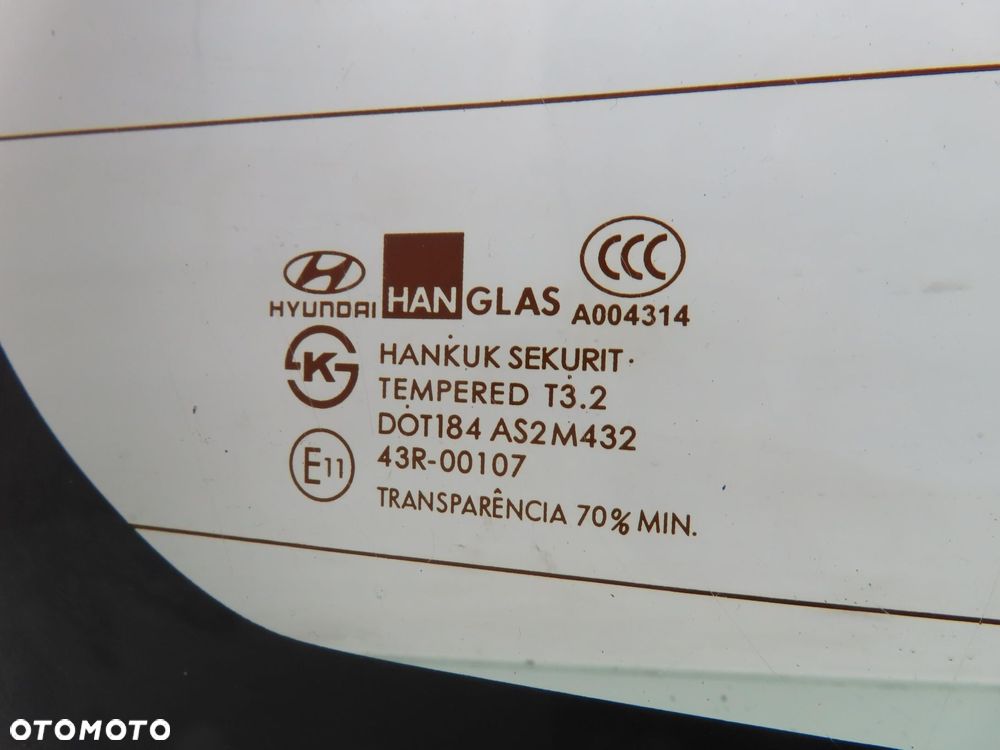 CCC
HYUNDAI HANGLAS A004314
K HANKUK SEKURIT
TEMPERED T3.2
DOT184 AS2M432
E11 43R-00107
TRANSPARÊNCIA 70% MIN.
OTOMOTO